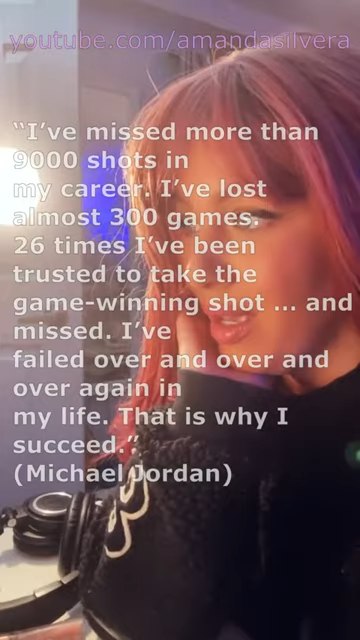 youtube.com/amandasilvera
“I’ve missed more than
9000 shots in
my career. I’ve lost
almost 300 games.
26 times I’ve been
trusted to take the
game-winning shot ... and
missed. I’ve
failed over and over and
over again in
my life. That is why I
succeed.”
(Michael Jordan)